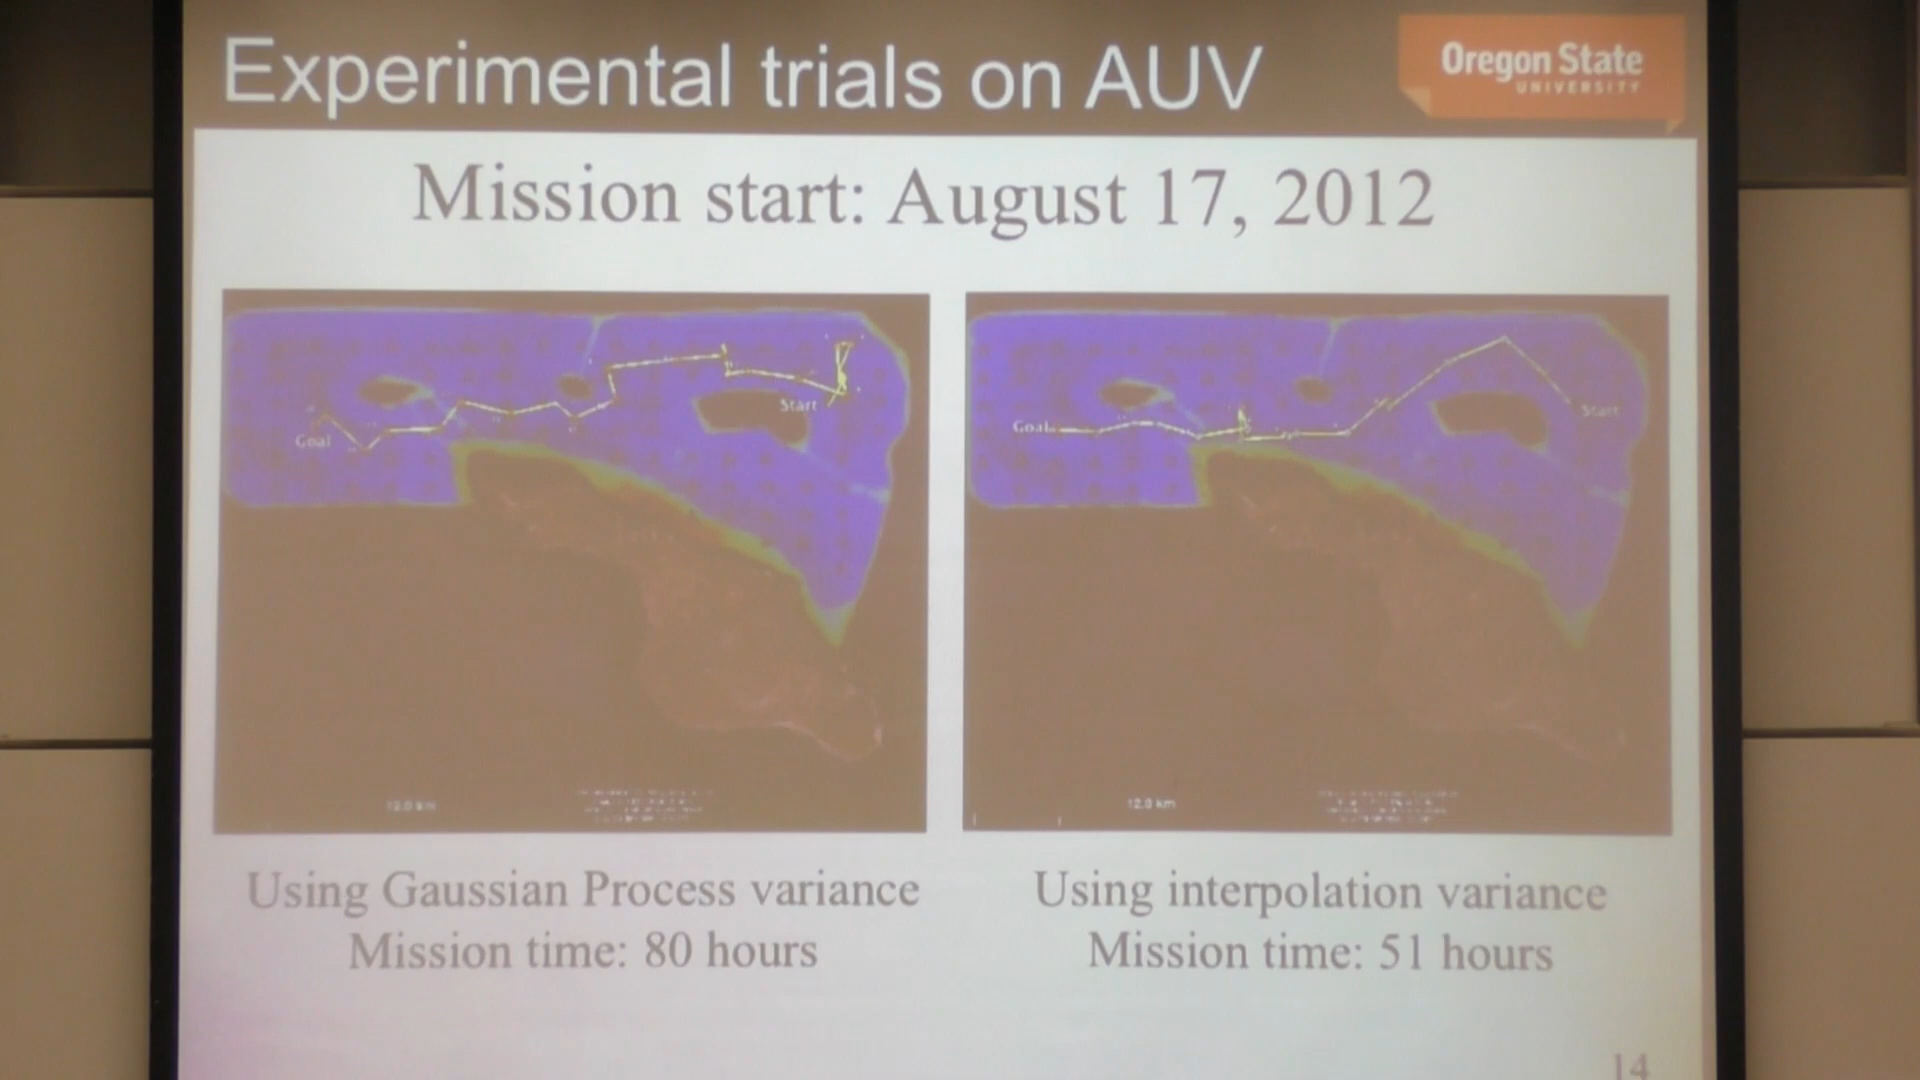 Experimental trials on AUV
Oregon State
UNIVERSITY
Mission start: August 17, 2012
Start
Goal
12.0 km
Goal
Start
12.0 km
Using Gaussian Process variance
Mission time: 80 hours
Using interpolation variance
Mission time: 51 hours
14